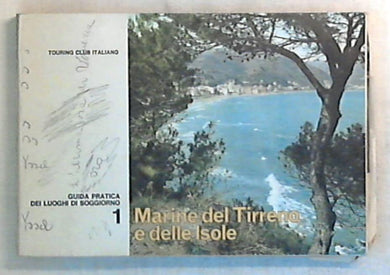 TOURING CLUB ITALIANO
GUIDA PRATICA
DEI LUOGHI DI SOGGIORNO
1
Marine del Tirreno
e delle Isole